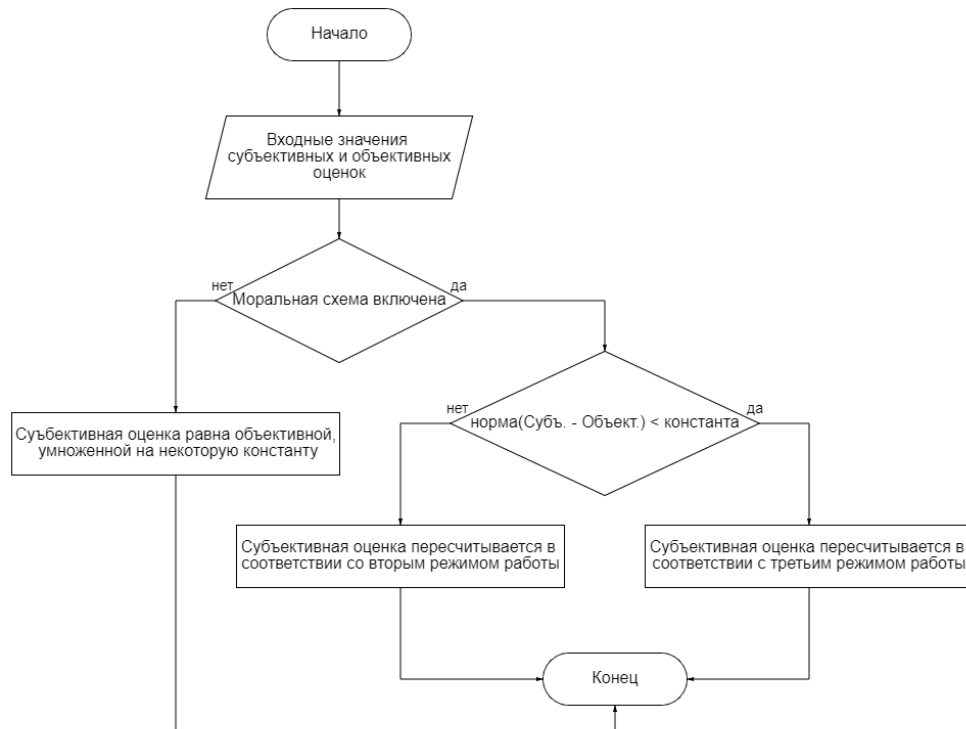 Начало
Входные значения
субъективных и объективных
оценок
нет
да
Моральная схема включена
нет
да
норма(Субъ. - Объект.) < константа
Суъбективная оценка равна объективной,
умноженной на некоторую константу
Субъективная оценка пересчитывается в
соответствии со вторым режимом работы
Субъективная оценка пересчитывается в
соответствии с третьим режимом работы
Конец